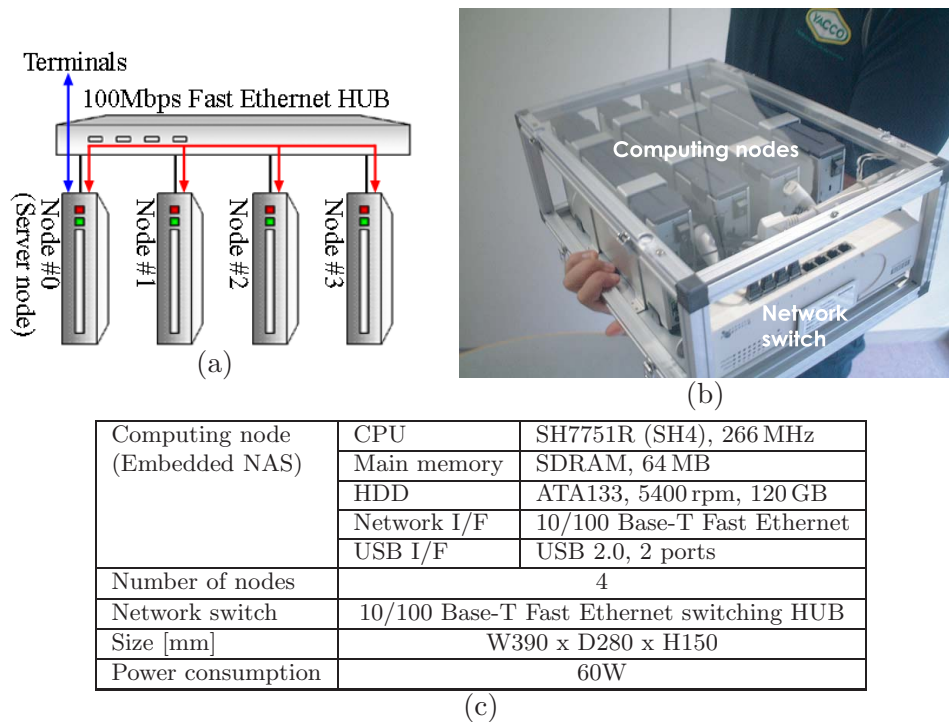 Terminals
100Mbps Fast Ethernet HUB
Node #0
(Server node)
Node #1
Node #2
Node #3
(a)
YACCO
Computing nodes
Network
switch
(b)
Computing node CPU SH7751R (SH4), 266 MHz
(Embedded NAS) Main memory SDRAM, 64 MB
HDD ATA133, 5400 rpm, 120 GB
Network I/F 10/100 Base-T Fast Ethernet
USB I/F USB 2.0, 2 ports
Number of nodes 4
Network switch 10/100 Base-T Fast Ethernet switching HUB
Size [mm] W390 x D280 x H150
Power consumption 60W
(c)